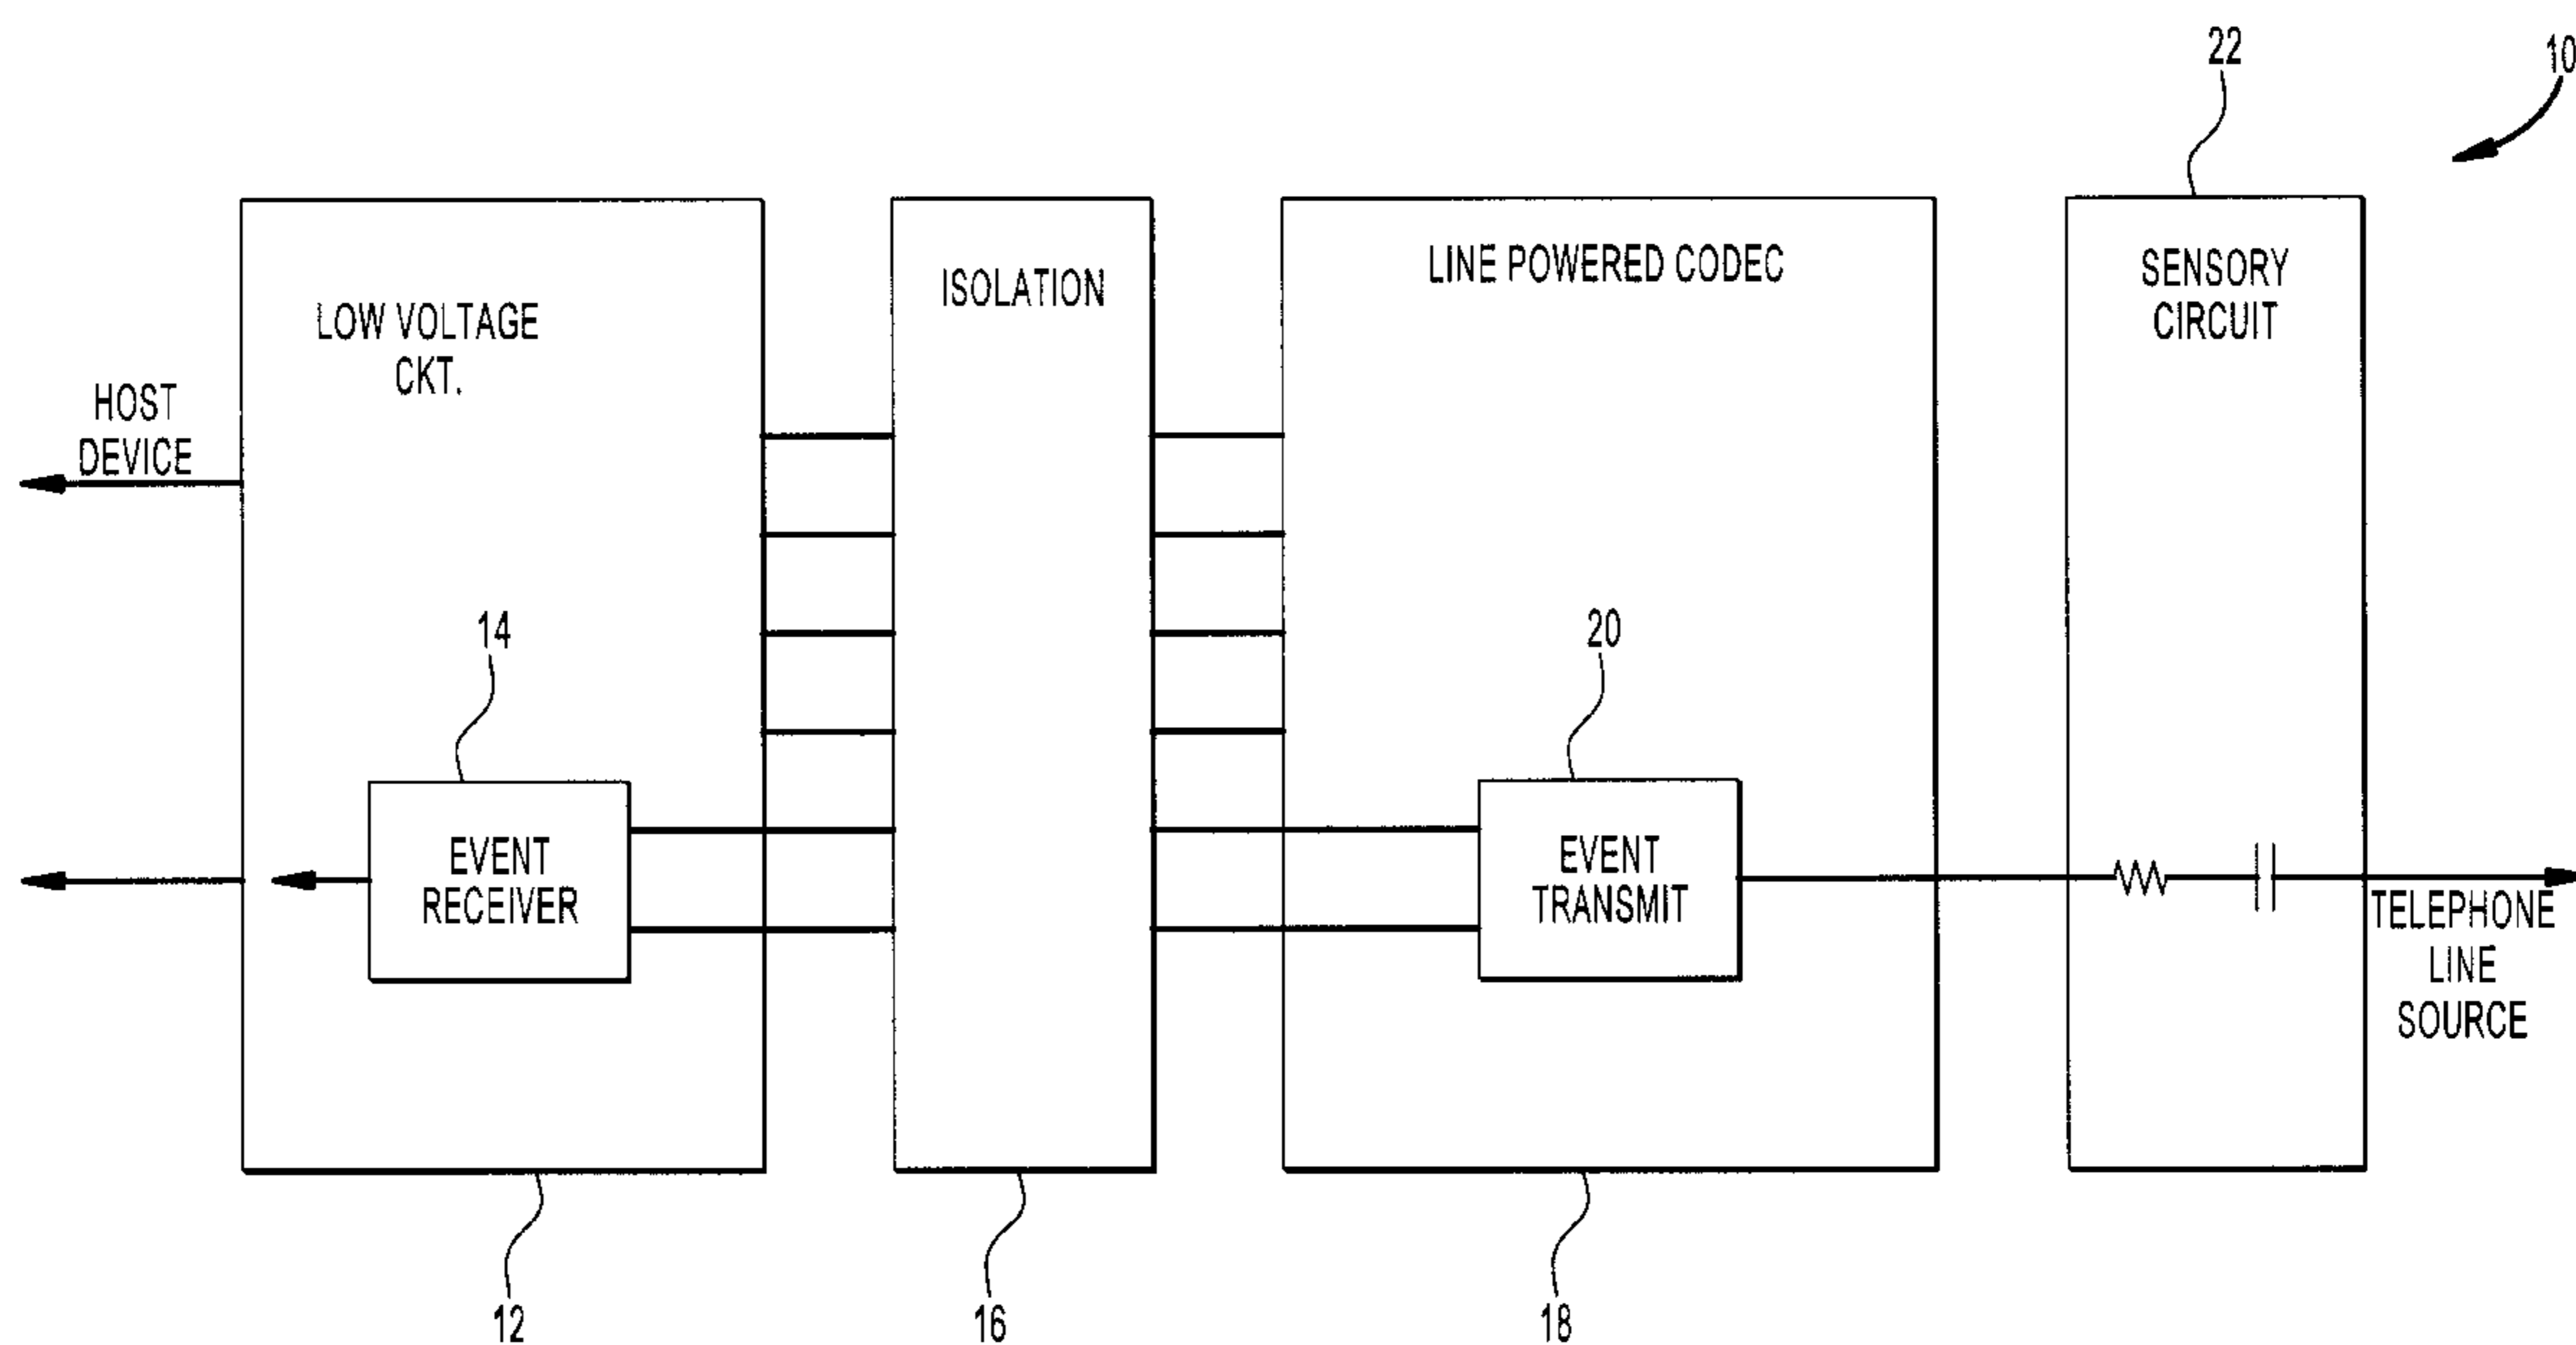 22
10
LOW VOLTAGE
CKT.
ISOLATION
LINE POWERED CODEC
SENSORY
CIRCUIT
HOST
DEVICE
14
20
EVENT
RECEIVER
EVENT
TRANSMIT
TELEPHONE
LINE
SOURCE
12
16
18